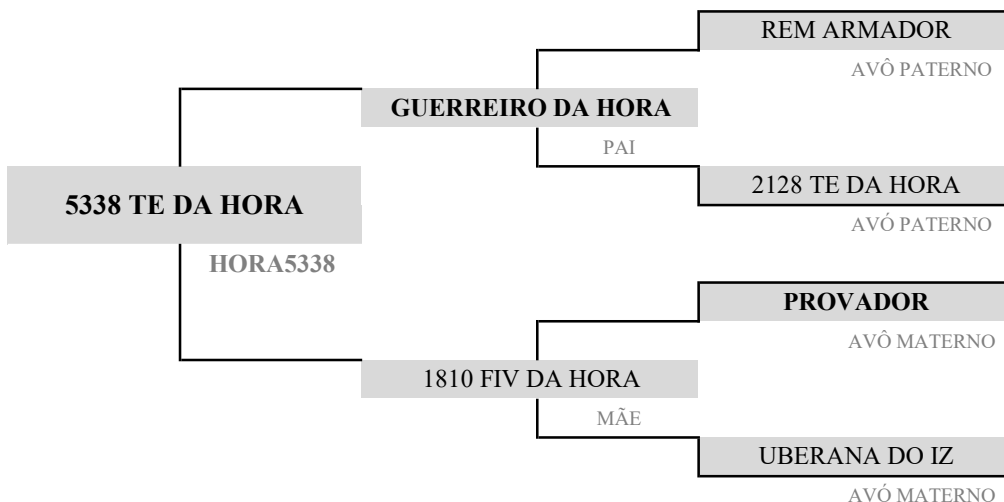 REM ARMADOR
AVÔ PATERNO
GUERREIRO DA HORA
PAI
2128 TE DA HORA
AVÓ PATERNO
5338 TE DA HORA
HORA5338
PROVADOR
AVÔ MATERNO
1810 FIV DA HORA
MÃE
UBERANA DO IZ
AVÓ MATERNO